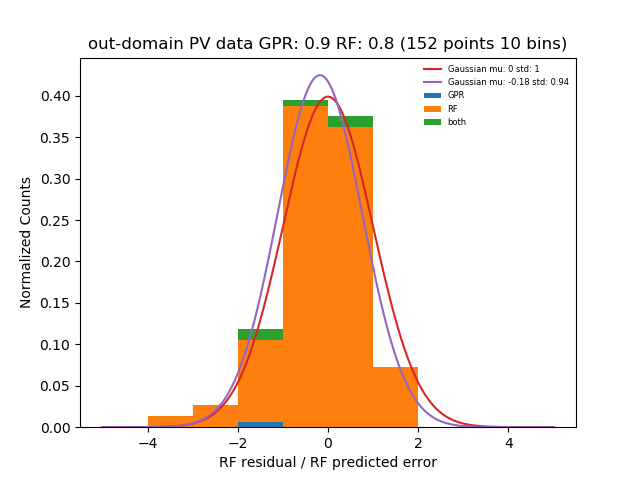 out-domain PV data GPR: 0.9 RF: 0.8 (152 points 10 bins)
Gaussian mu: 0 std: 1
Gaussian mu: -0.18 std: 0.94
GPR
RF
both
Normalized Counts
0.40
0.35
0.30
0.25
0.20
0.15
0.10
0.05
0.00
−4 −2 0 2 4
RF residual / RF predicted error